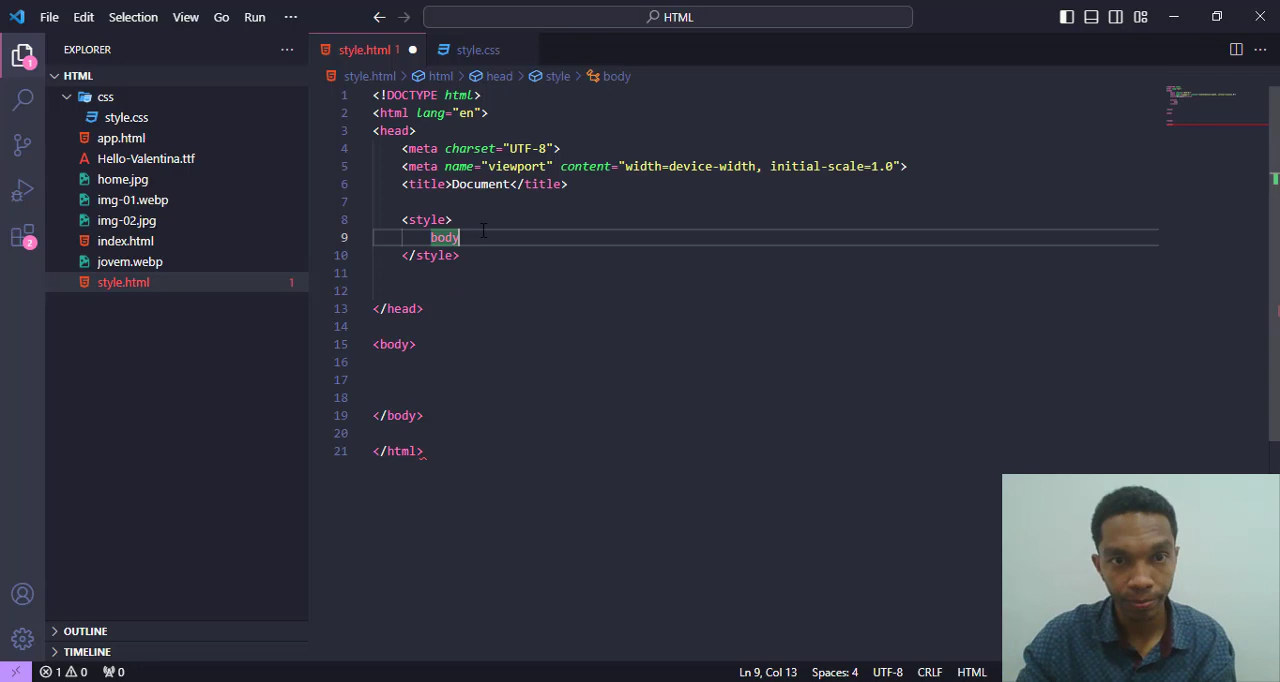 File Edit Selection View Go Run ··· HTML
EXPLORER ···
style.html 1 style.css
HTML
style.html > html > head > style > body
css
style.css
app.html
Hello-Valentina.ttf
home.jpg
img-01.webp
img-02.jpg
index.html
jovem.webp
style.html 1
1 <!DOCTYPE html>
2 <html lang="en">
3 <head>
4 <meta charset="UTF-8">
5 <meta name="viewport" content="width=device-width, initial-scale=1.0">
6 <title>Document</title>
7
8 <style>
9 body
10 </style>
11
12
13 </head>
14
15 <body>
16
17
18
19 </body>
20
21 </html>
1
2
OUTLINE
TIMELINE
1 0 0 Ln 9, Col 13 Spaces: 4 UTF-8 CRLF HTML